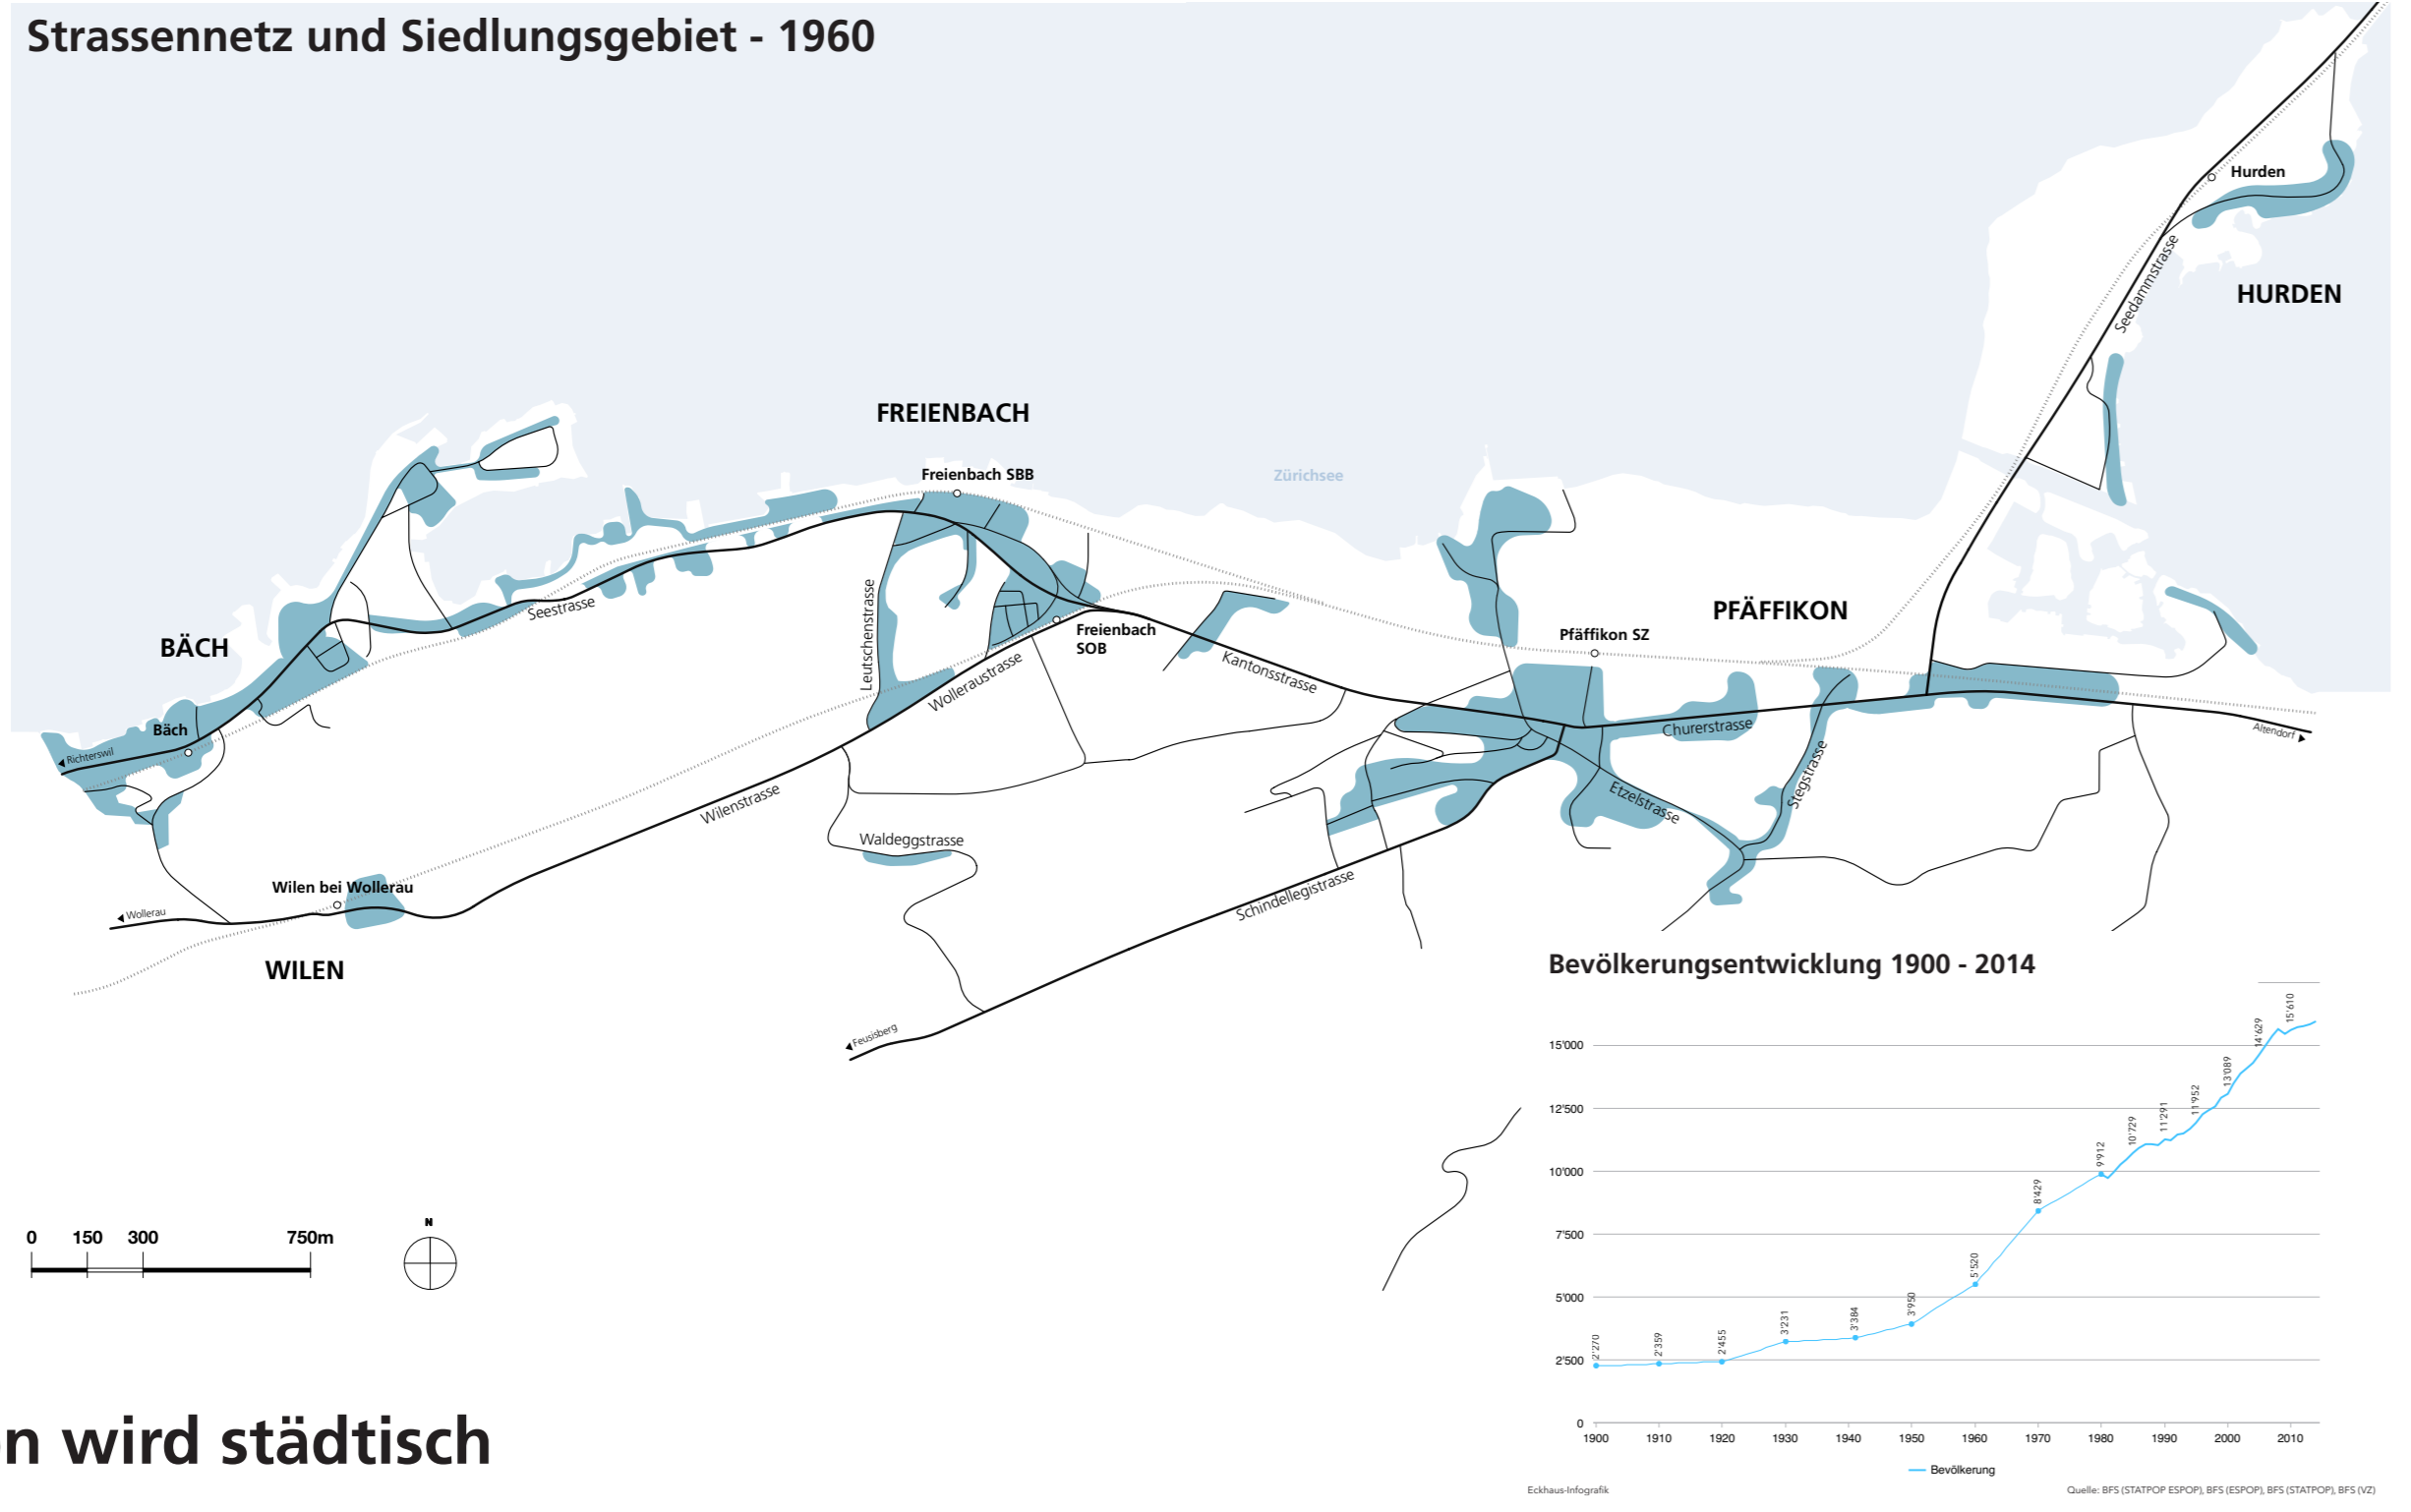 Strassennetz und Siedlungsgebiet - 1960
Hurden
HURDEN
Seedammstrasse
FREIENBACH
Freienbach SBB
Zürichsee
Seestrasse
Leutschenstrasse
BÄCH
Freienbach
SOB
Wolleraustrasse
Kantonsstrasse
PFÄFFIKON
Pfäffikon SZ
Churerstrasse
Altendorf
Bäch
Richterswil
Stegstrasse
Etzelstrasse
Wilenstrasse
Waldeggstrasse
Wilen bei Wollerau
Wollerau
Schindellegistrasse
WILEN
Feusisberg
Bevölkerungsentwicklung 1900 - 2014
15'000
12'500
10'000
7'500
5'000
2'500
0
2'270
2'359
2'455
3'231
3'384
3'950
5'520
8'429
9'912
10'729
11'291
11'952
13'089
14'629
15'610
1900 1910 1920 1930 1940 1950 1960 1970 1980 1990 2000 2010
Bevölkerung
Eckhaus-Infografik
Quelle: BFS (STATPOP ESPOP), BFS (ESPOP), BFS (STATPOP), BFS (VZ)
0 150 300 750m
N
n wird städtisch